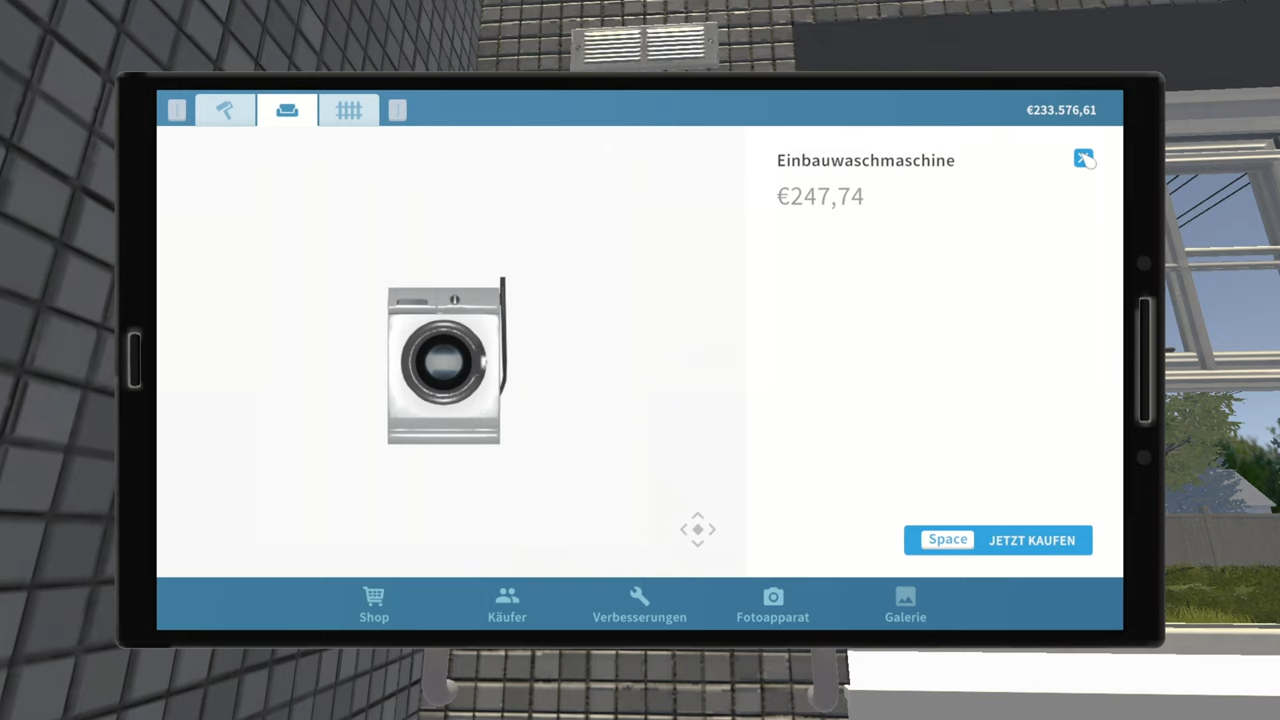 €233.576,61
Einbauwaschmaschine
€247,74
Space JETZT KAUFEN
Shop
Käufer
Verbesserungen
Fotoapparat
Galerie